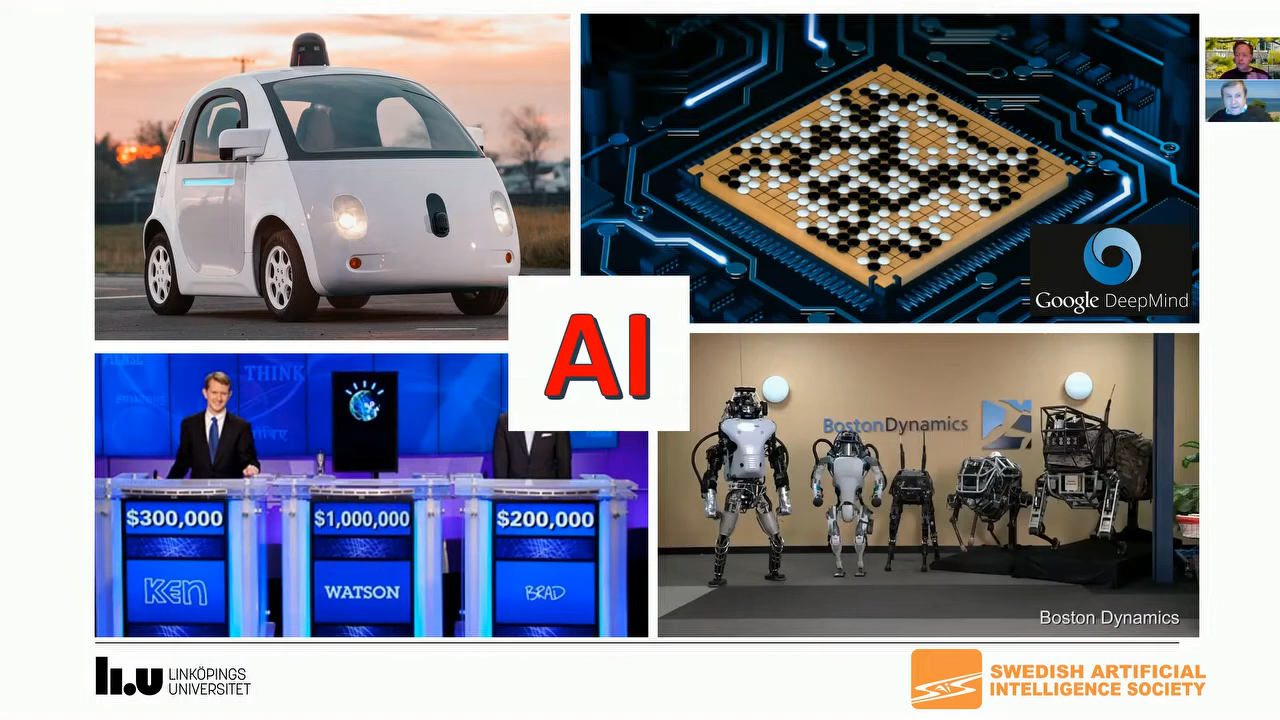 Google DeepMind
AI
THINK
BostonDynamics
$300,000
$1,000,000
$200,000
Ken
WATSON
BRAD
Boston Dynamics
li.u LINKÖPINGS
UNIVERSITET
SWEDISH ARTIFICIAL
INTELLIGENCE SOCIETY